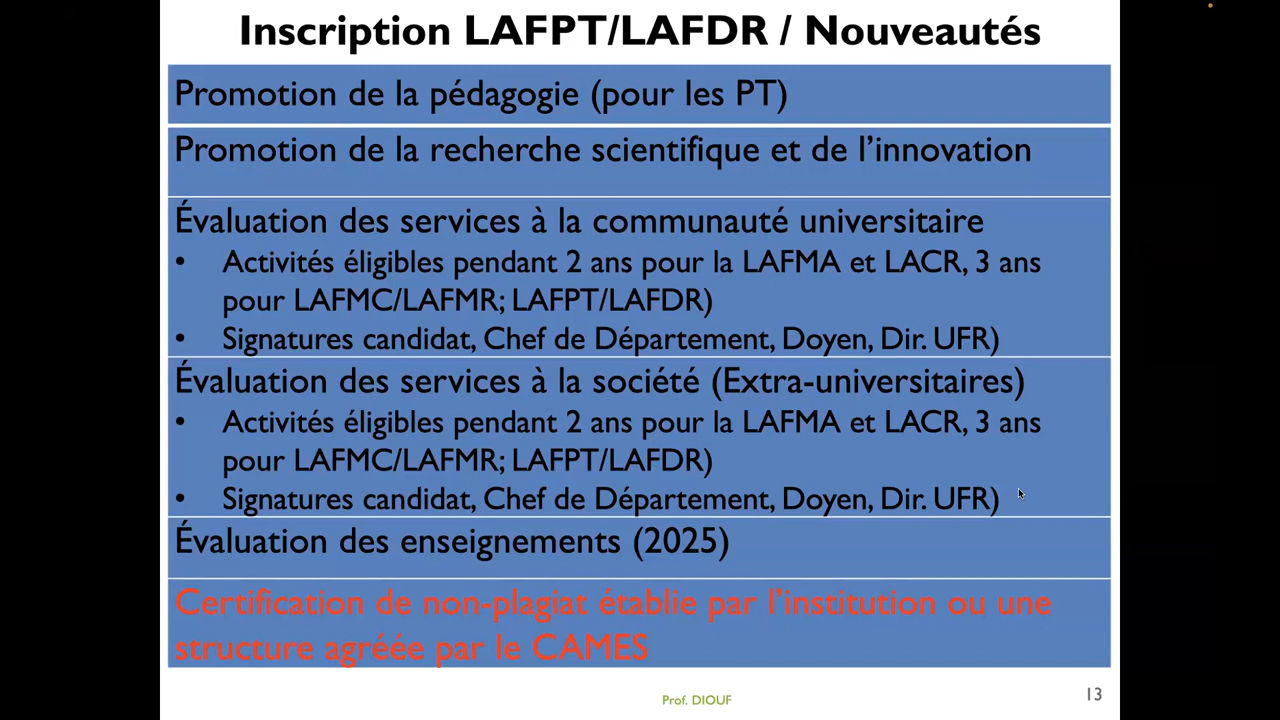 Inscription LAFPT/LAFDR / Nouveautés
Promotion de la pédagogie (pour les PT)
Promotion de la recherche scientifique et de l'innovation
Évaluation des services à la communauté universitaire
• Activités éligibles pendant 2 ans pour la LAFMA et LACR, 3 ans
pour LAFMC/LAFMR; LAFPT/LAFDR)
• Signatures candidat, Chef de Département, Doyen, Dir. UFR)
Évaluation des services à la société (Extra-universitaires)
• Activités éligibles pendant 2 ans pour la LAFMA et LACR, 3 ans
pour LAFMC/LAFMR; LAFPT/LAFDR)
• Signatures candidat, Chef de Département, Doyen, Dir. UFR)
Évaluation des enseignements (2025)
Certification de non-plagiat établie par l'institution ou une
structure agréée par le CAMES
Prof. DIOUF
13